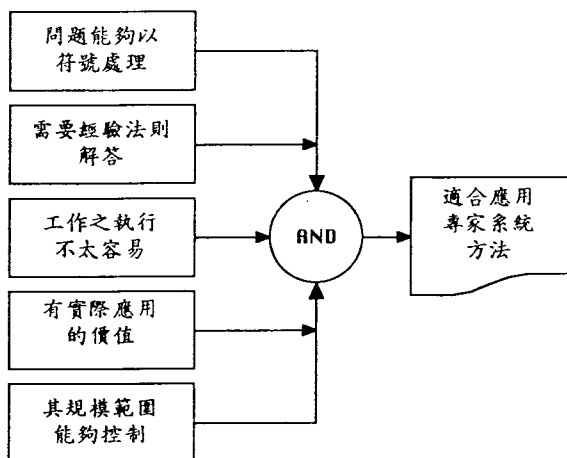 問題能夠以
符號處理
需要經驗法則
解答
工作之執行
不太容易
有實際應用
的價值
其規模範圍
能夠控制
AND
適合應用
專家系統
方法